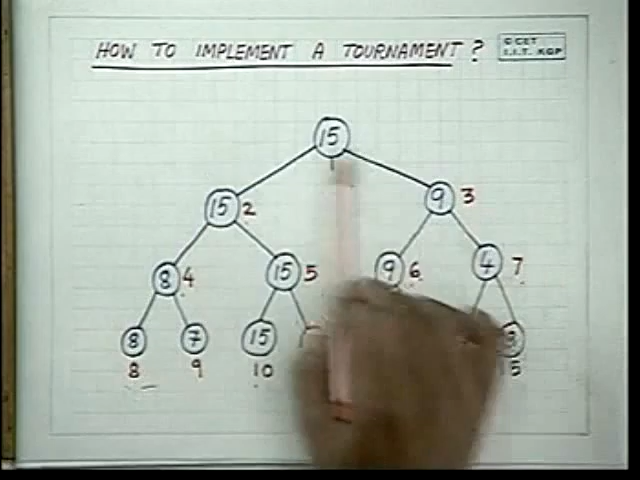 HOW TO IMPLEMENT A TOURNAMENT ?
© CET
I.I.T. KGP
15
1
15 2 9 3
8 4 15 5 9 6 4 7
8 7 15 3
8 9 10 15